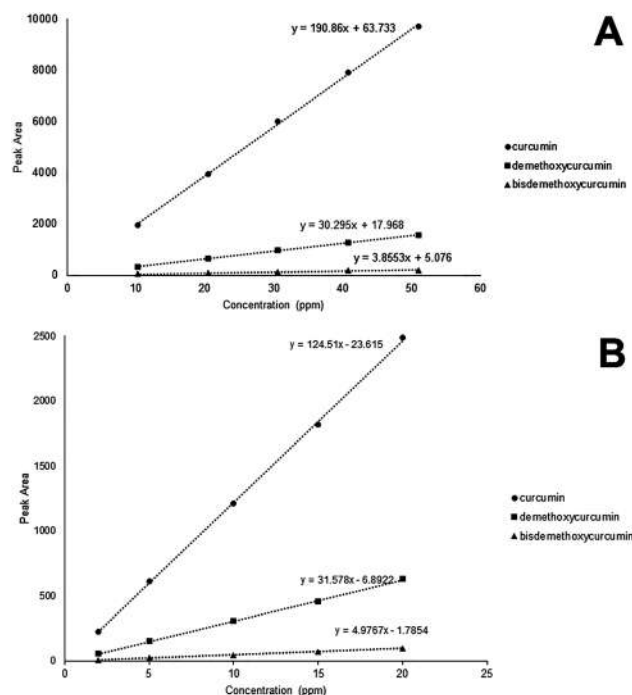 A
10000
y = 190.86x + 63.733
8000
6000
Peak Area
curcumin
demethoxycurcumin
4000
bisdemethoxycurcumin
2000
y = 30.295x + 17.968
y = 3.8553x + 5.076
0
0 10 20 30 40 50 60
Concentration (ppm)
B
2500
y = 124.51x - 23.615
2000
1500
Peak Area
curcumin
1000
demethoxycurcumin
bisdemethoxycurcumin
500
y = 31.578x - 6.8922
y = 4.9767x - 1.7854
0
0 5 10 15 20 25
Concentration (ppm)